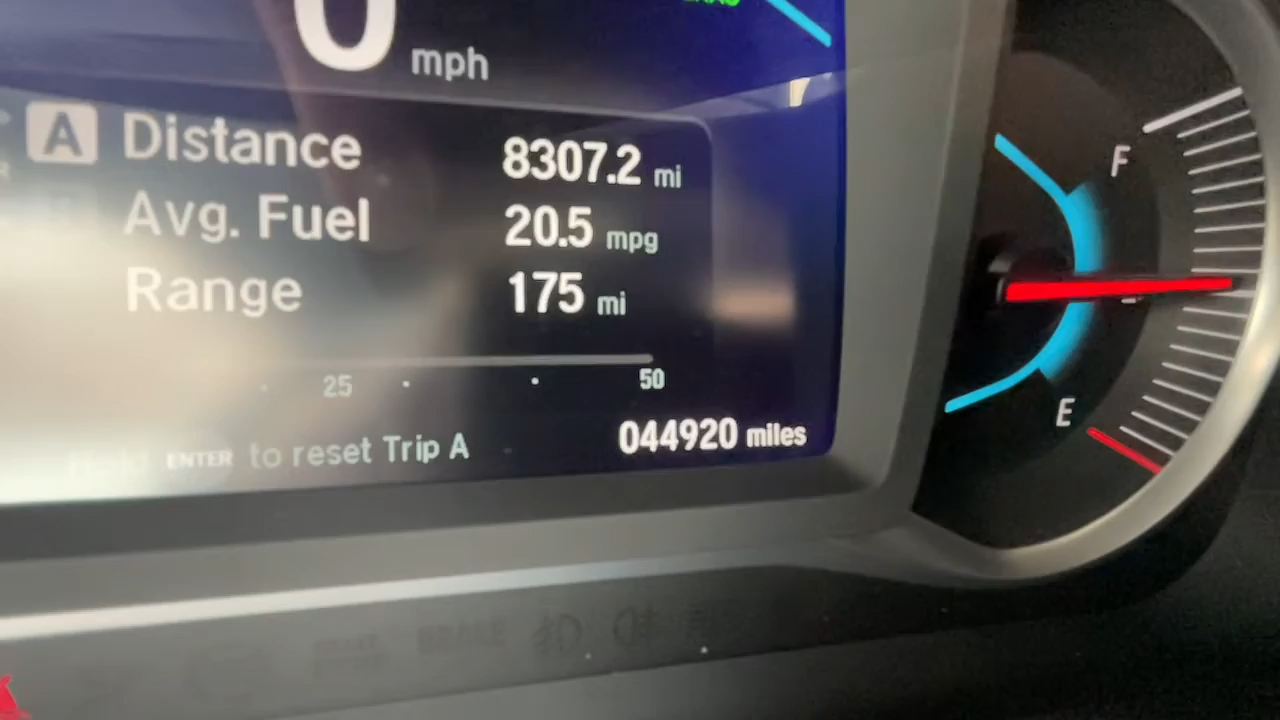 0 mph
A Distance 8307.2 mi
Avg. Fuel 20.5 mpg
Range 175 mi
25 50
ENTER to reset Trip A
044920 miles
F
E